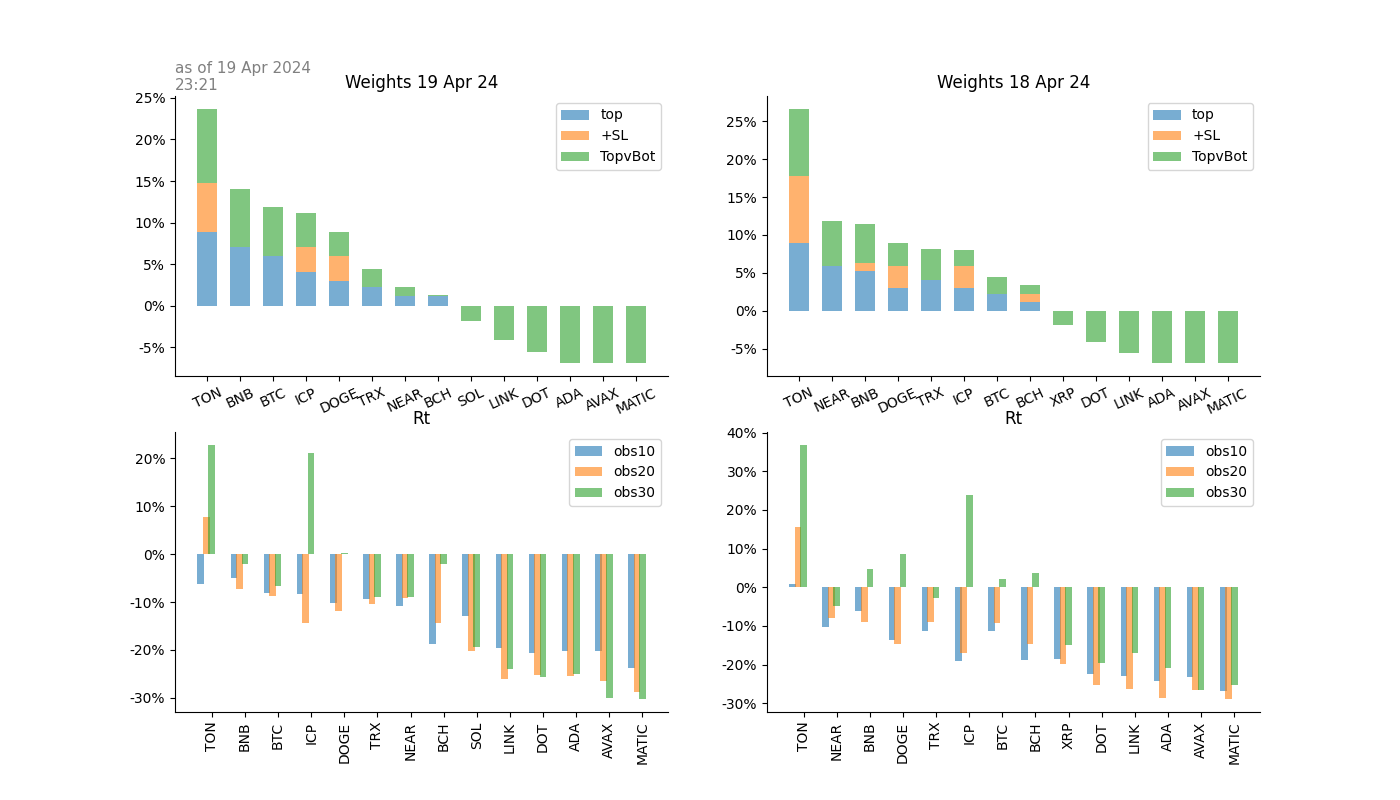 as of 19 Apr 2024
23:21
Weights 19 Apr 24
25%
20%
15%
10%
5%
0%
-5%
top
+SL
TopvBot
TON BNB BTC ICP DOGE TRX NEAR BCH SOL LINK DOT ADA AVAX MATIC
Weights 18 Apr 24
25%
20%
15%
10%
5%
0%
-5%
top
+SL
TopvBot
TON NEAR BNB DOGE TRX ICP BTC BCH XRP DOT LINK ADA AVAX MATIC
Rt
20%
10%
0%
-10%
-20%
-30%
obs10
obs20
obs30
TON BNB BTC ICP DOGE TRX NEAR BCH SOL LINK DOT ADA AVAX MATIC
Rt
40%
30%
20%
10%
0%
-10%
-20%
-30%
obs10
obs20
obs30
TON NEAR BNB DOGE TRX ICP BTC BCH XRP DOT LINK ADA AVAX MATIC